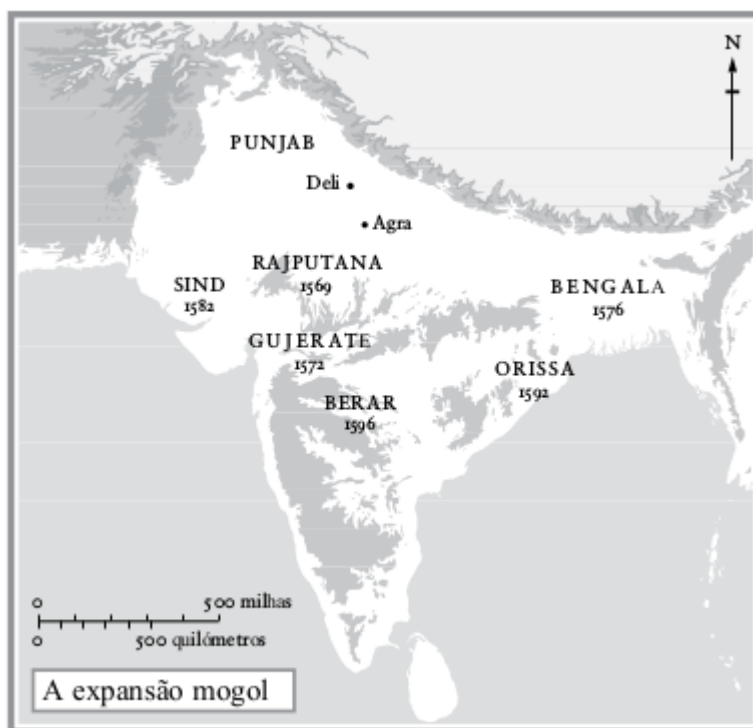 N
PUNJAB
Deli
Agra
RAJPUTANA
1569
SIND
1582
BENGALA
1576
GUJERATE
1572
ORISSA
1592
BERAR
1596
0 500 milhas
0 500 quilómetros
A expansão mogol